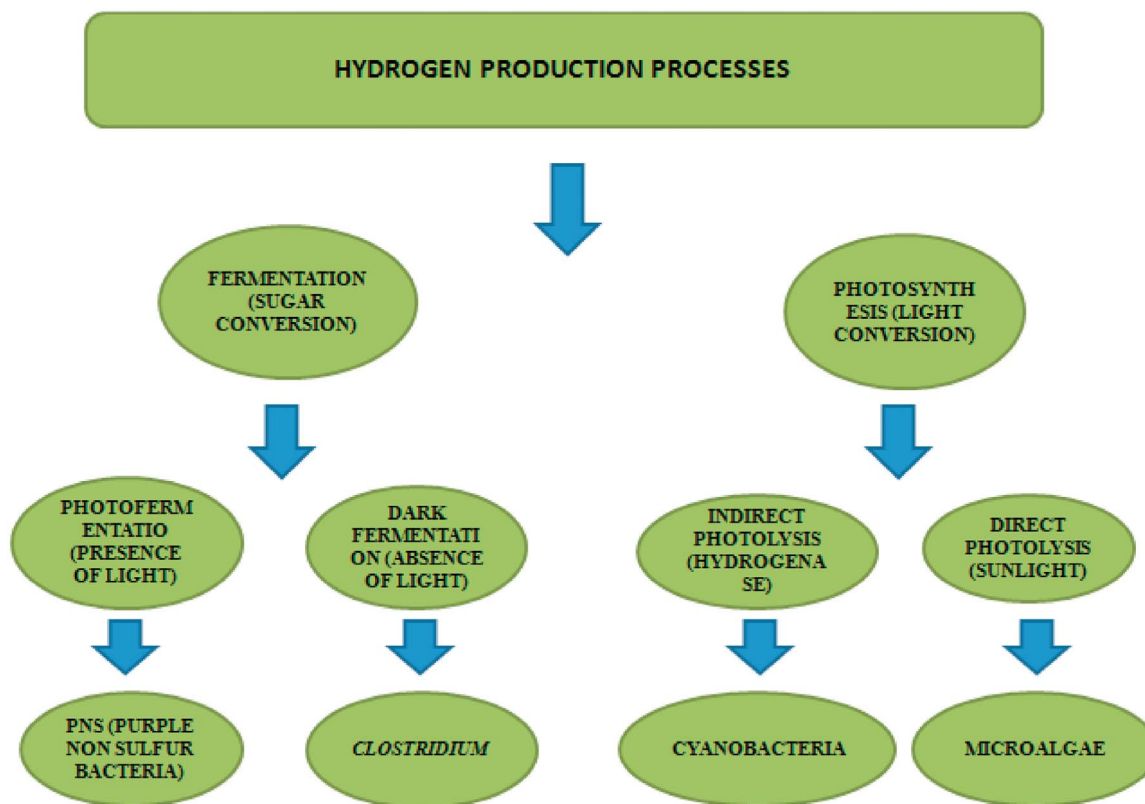 HYDROGEN PRODUCTION PROCESSES
FERMENTATION
(SUGAR
CONVERSION)
PHOTOSYNTH
ESIS (LIGHT
CONVERSION)
PHOTOFERM
ENTATIO
(PRESENCE
OF LIGHT)
DARK
FERMENTATI
ON (ABSENCE
OF LIGHT)
INDIRECT
PHOTOLYSIS
(HYDROGENA
SE)
DIRECT
PHOTOLYSIS
(SUNLIGHT)
PNS (PURPLE
NON SULFUR
BACTERIA)
CLOSTRIDIUM
CYANOBACTERIA
MICROALGAE